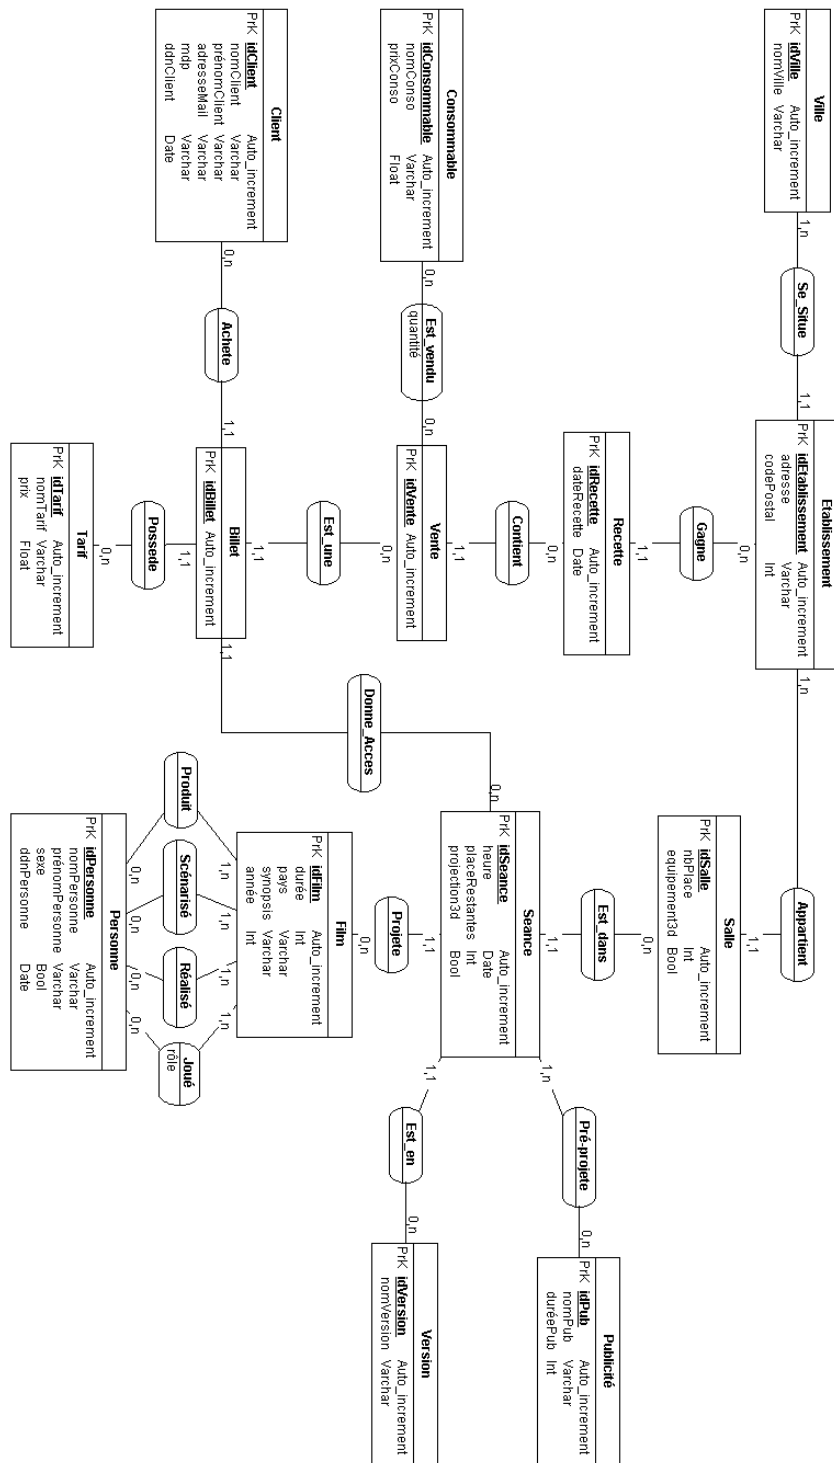 Ville
PrK idVille Auto_increment
nomVille Varchar
1,n
Se_Situe
1,1
Etablissement
PrK idEtablissement Auto_increment
adresse Varchar
codePostal Int
0,n
1,n
Gagne
1,1
Recette
PrK idRecette Auto_increment
dateRecette Date
0,n
Contient
1,1
Vente
PrK idVente Auto_increment
0,n
0,n
Est_vendu
quantité
0,n
Consommable
PrK idConsommable Auto_increment
nomConso Varchar
prixConso Float
Est_une
1,1
Billet
PrK idBillet Auto_increment
1,1
1,1
1,1
Achete
0,n
Client
PrK idClient Auto_increment
nomClient Varchar
prénomClient Varchar
adresseMail Varchar
mdp Varchar
ddnClient Date
Possede
0,n
Tarif
PrK idTarif Auto_increment
nomTarif Varchar
prix Float
Donne_Acces
0,n
Appartient
1,1
Salle
PrK idSalle Auto_increment
nbPlace Int
equipement3d Bool
0,n
Est_dans
1,1
Seance
PrK idSeance Auto_increment
heure Date
placeRestantes Int
projection3d Bool
1,1
1,1
1,n
Projete
0,n
Film
PrK idFilm Auto_increment
durée Int
pays Varchar
synopsis Varchar
année Int
1,n
1,n
1,n
1,n
Produit
Scénarisé
Réalisé
Joué
rôle
0,n
0,n
0,n
0,n
Personne
PrK idPersonne Auto_increment
nomPersonne Varchar
prénomPersonne Varchar
sexe Bool
ddnPersonne Date
Pré-projete
0,n
Publicité
PrK idPub Auto_increment
nomPub Varchar
duréePub Int
Est_en
0,n
Version
PrK idVersion Auto_increment
nomVersion Varchar